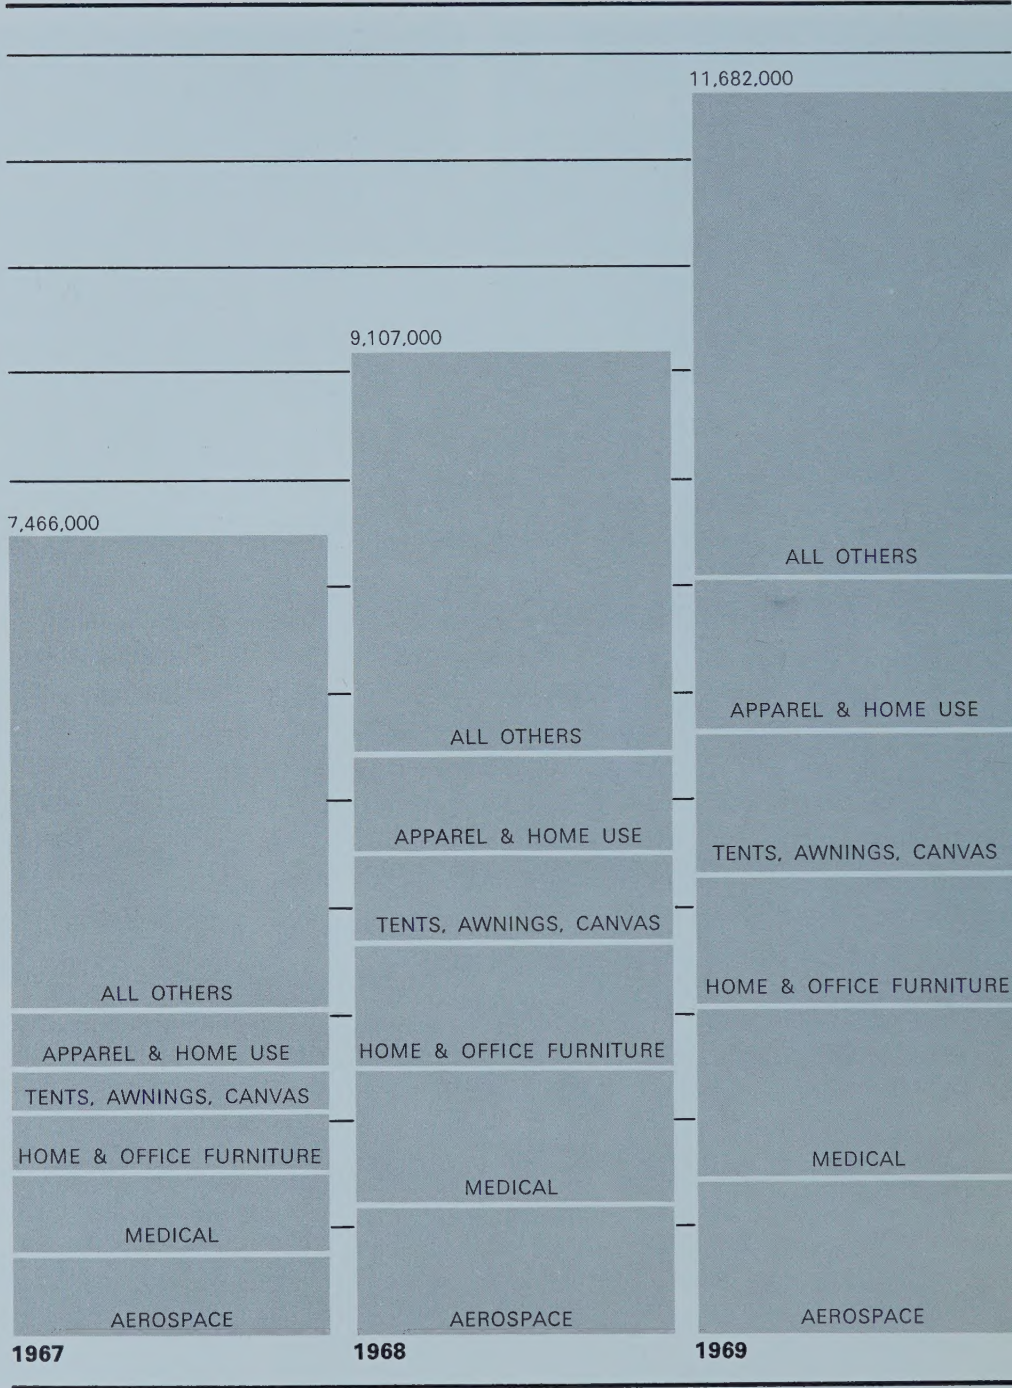 11,682,000
9,107,000
7,466,000
ALL OTHERS
APPAREL & HOME USE
TENTS, AWNINGS, CANVAS
HOME & OFFICE FURNITURE
MEDICAL
AEROSPACE
1967
ALL OTHERS
APPAREL & HOME USE
TENTS, AWNINGS, CANVAS
HOME & OFFICE FURNITURE
MEDICAL
AEROSPACE
1968
ALL OTHERS
APPAREL & HOME USE
TENTS, AWNINGS, CANVAS
HOME & OFFICE FURNITURE
MEDICAL
AEROSPACE
1969